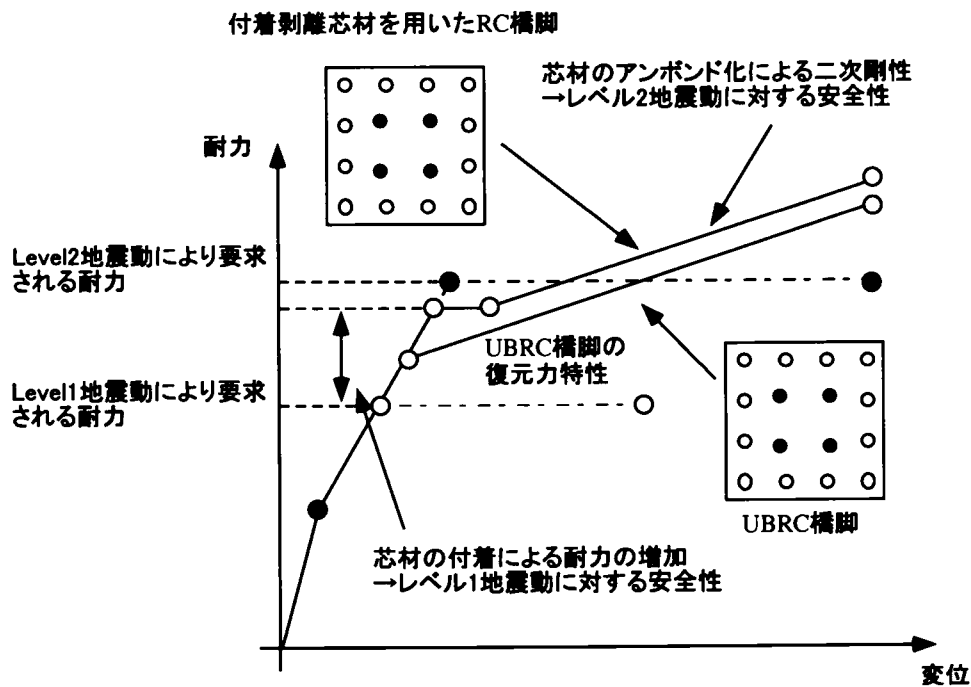 付着剥離芯材を用いたRC橋脚
芯材のアンボンド化による二次剛性
→レベル2地震動に対する安全性
耐力
Level2地震動により要求
される耐力
UBRC橋脚の
復元力特性
Level1地震動により要求
される耐力
UBRC橋脚
芯材の付着による耐力の増加
→レベル1地震動に対する安全性
変位